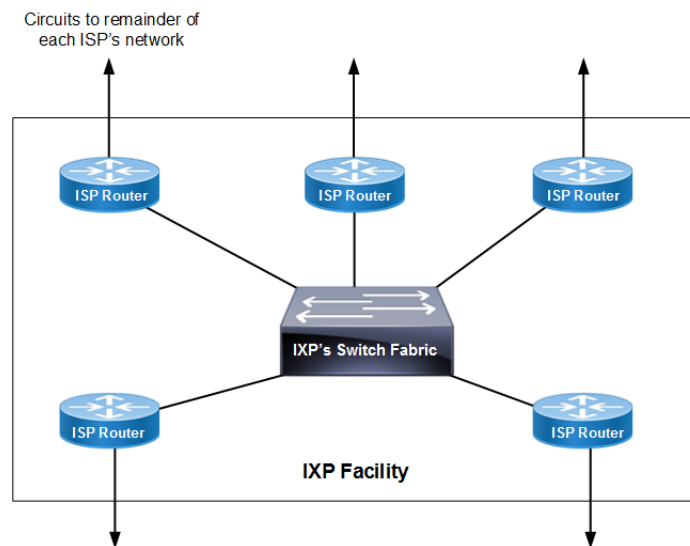 Circuits to remainder of
each ISP's network
ISP Router
ISP Router
ISP Router
IXP's Switch Fabric
ISP Router
ISP Router
IXP Facility